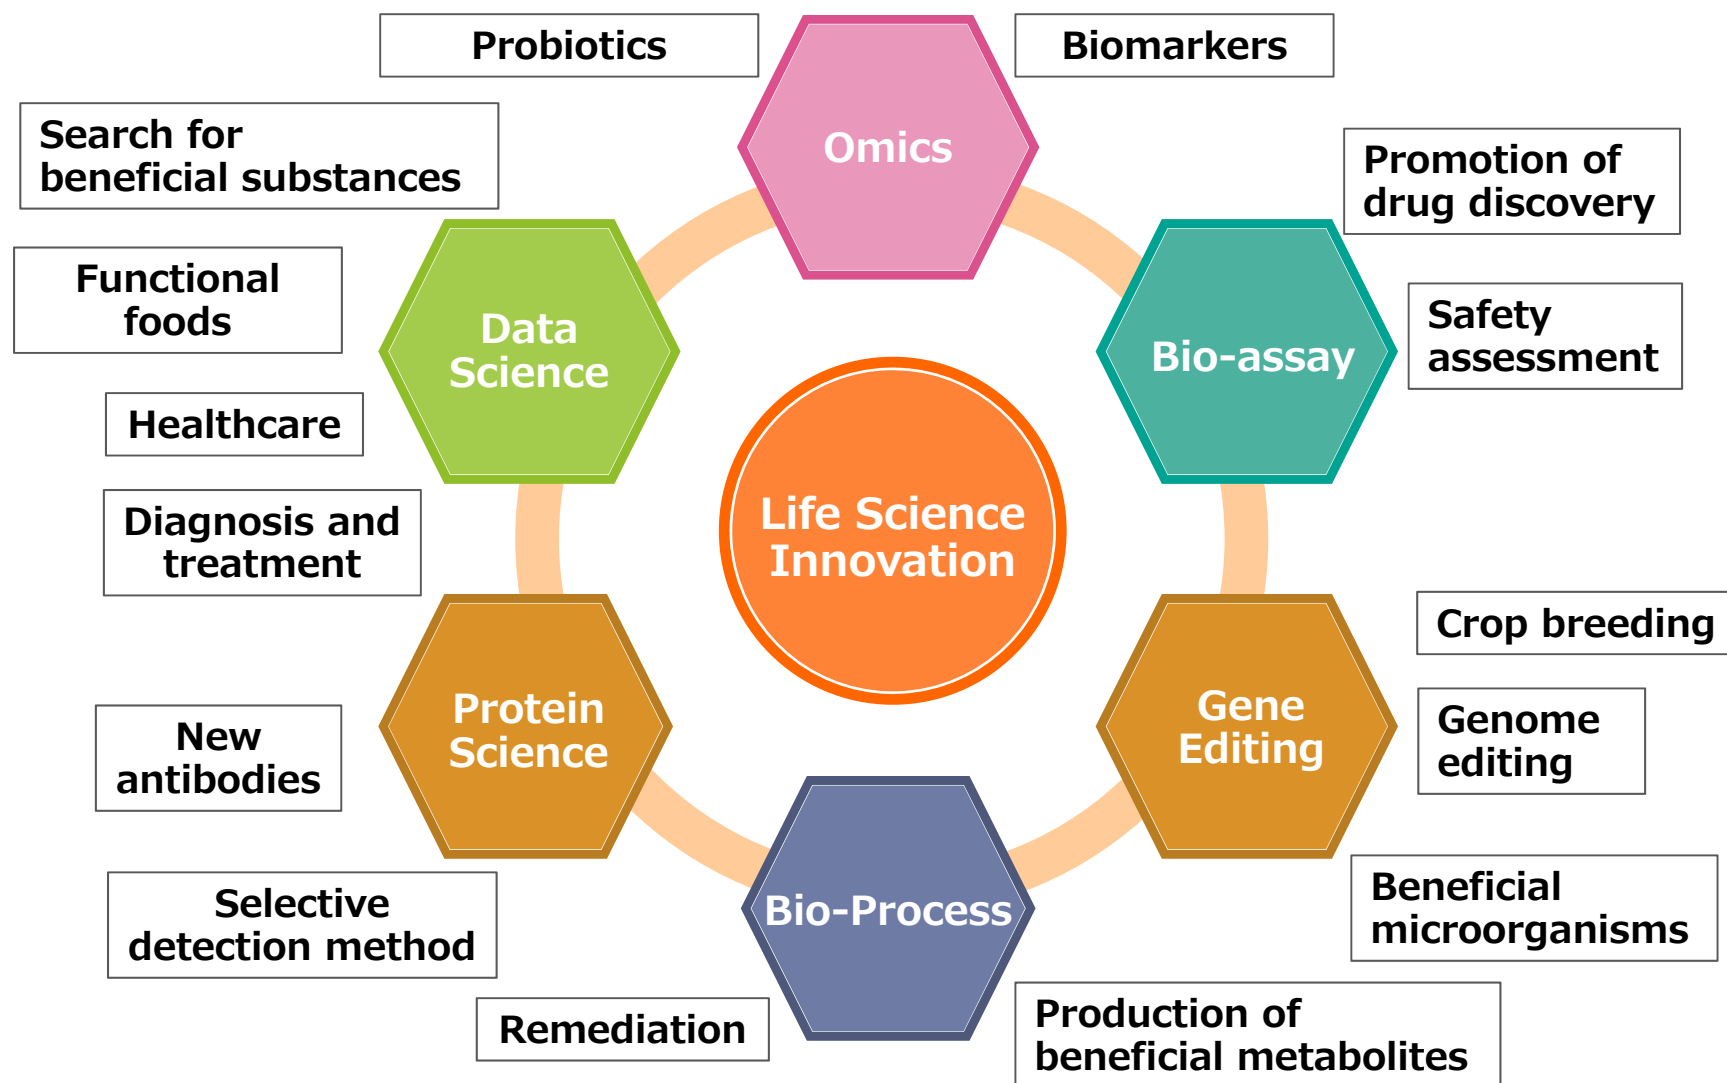 Probiotics
Biomarkers
Omics
Search for
beneficial substances
Promotion of
drug discovery
Functional
foods
Data
Science
Bio-assay
Safety
assessment
Healthcare
Diagnosis and
treatment
Life Science
Innovation
Crop breeding
Protein
Science
Gene
Editing
New
antibodies
Genome
editing
Selective
detection method
Bio-Process
Beneficial
microorganisms
Remediation
Production of
beneficial metabolites